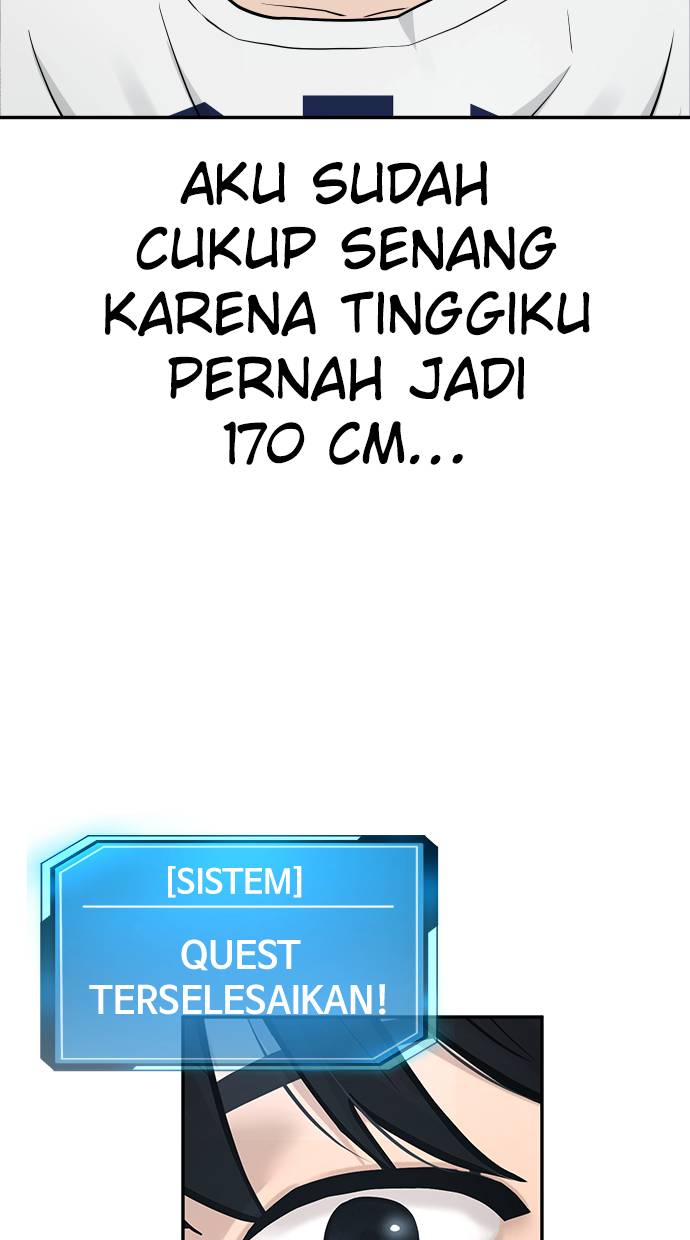 AKU SUDAH
CUKUP SENANG
KARENA TINGGIKU
PERNAH JADI
170 CM...
[SISTEM]
QUEST
TERSELESAIKAN!